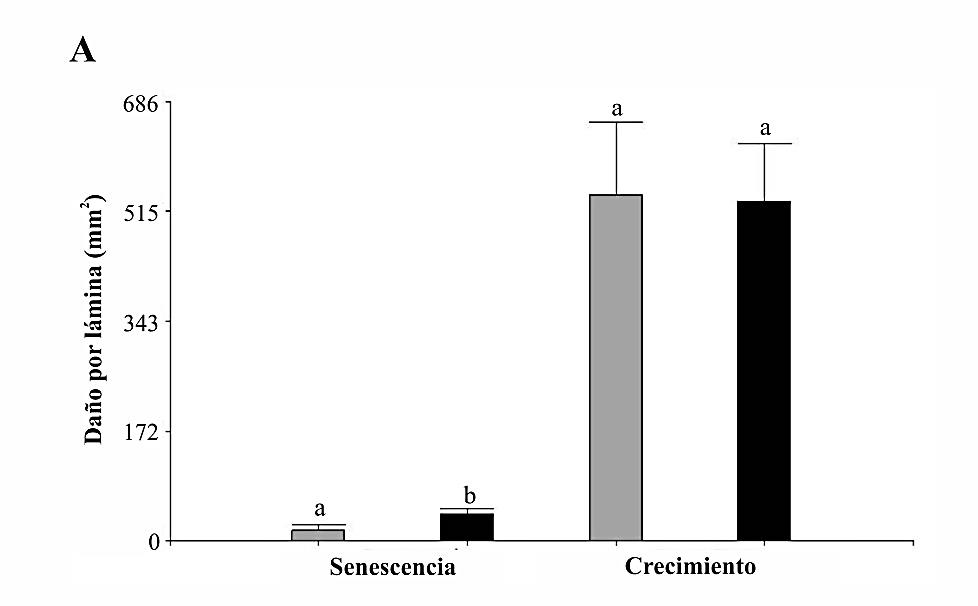 A
686
515
343
172
0
Daño por lámina (mm²)
a
b
a
a
Senescencia
Crecimiento